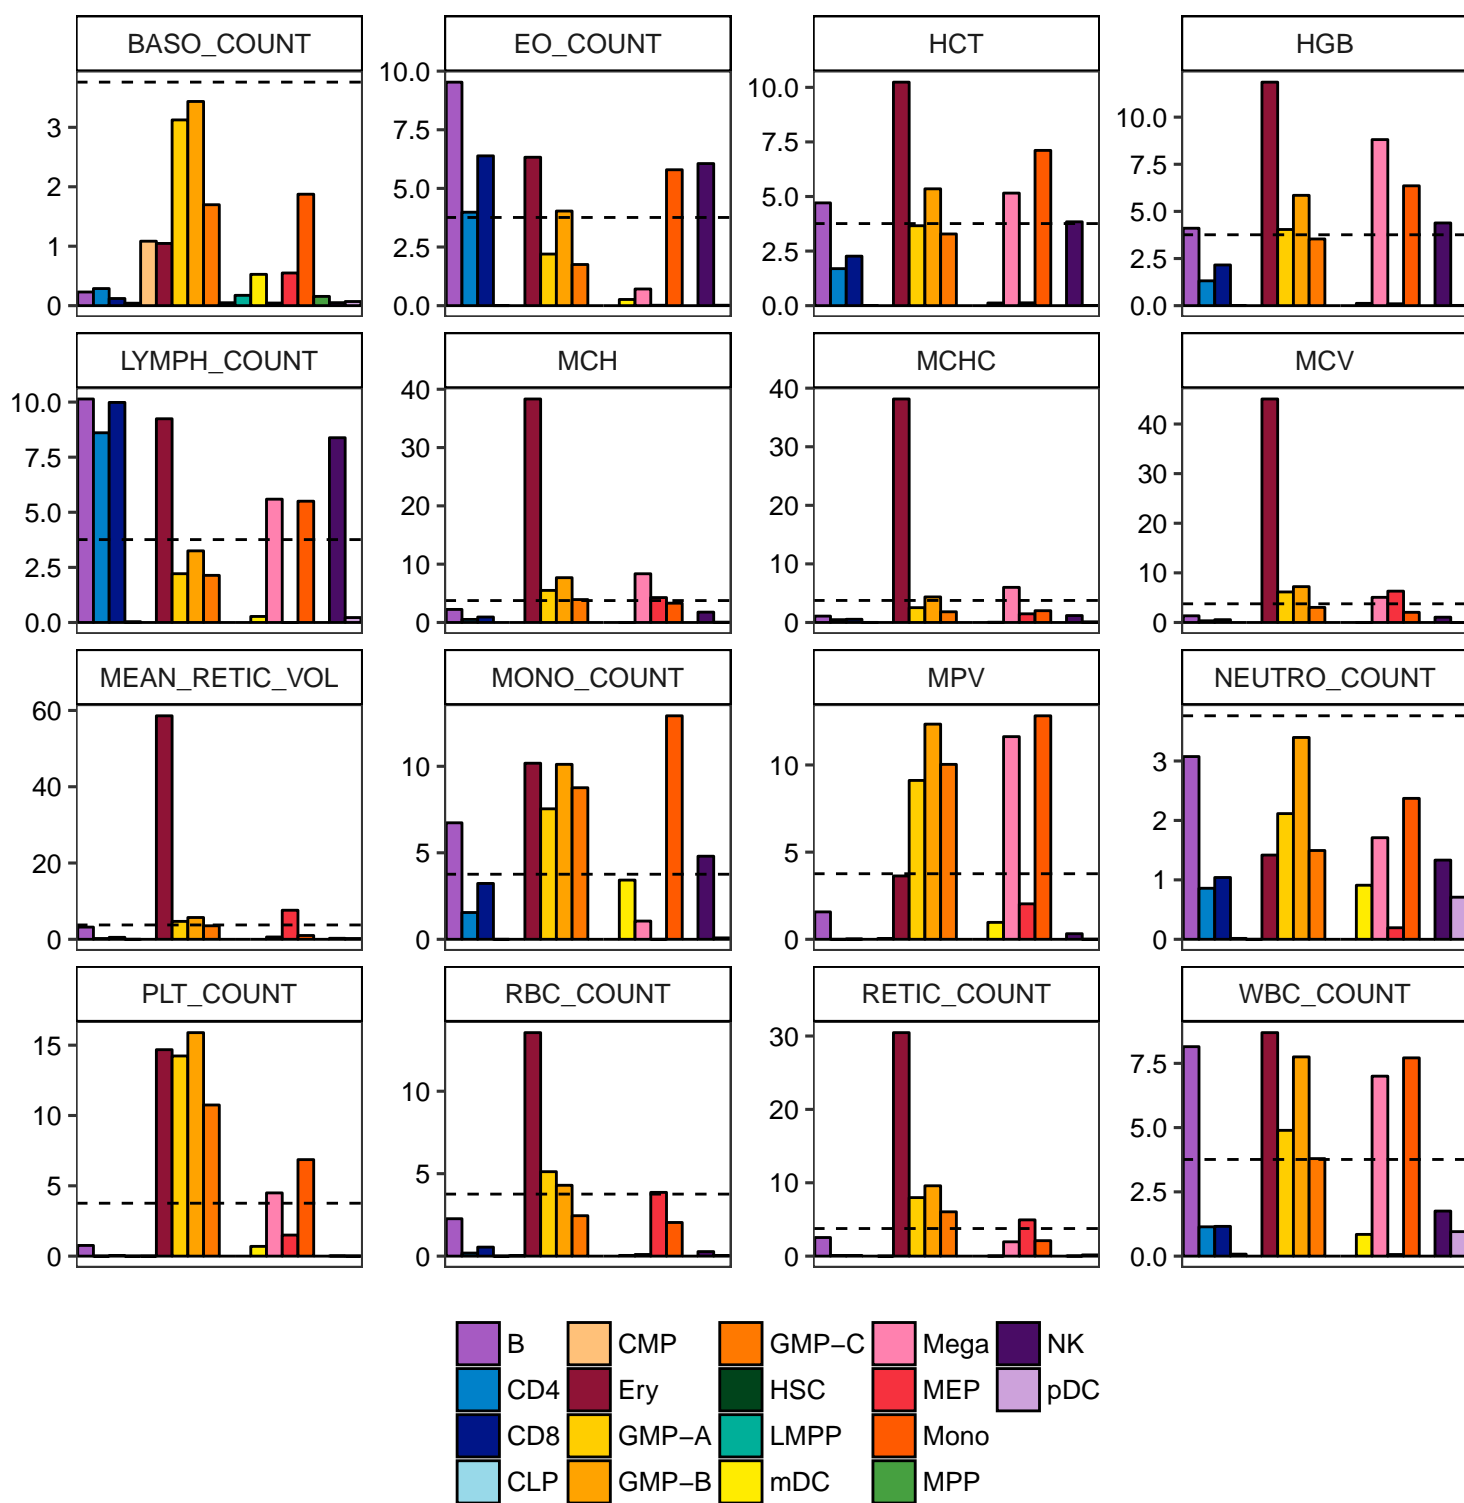 BASO_COUNT
EO_COUNT
HCT
HGB
3
2
1
0
10.0
7.5
5.0
2.5
0.0
10.0
7.5
5.0
2.5
0.0
10.0
7.5
5.0
2.5
0.0
LYMPH_COUNT
MCH
MCHC
MCV
10.0
7.5
5.0
2.5
0.0
40
30
20
10
0
40
30
20
10
0
40
30
20
10
0
MEAN_RETIC_VOL
MONO_COUNT
MPV
NEUTRO_COUNT
60
40
20
0
10
5
0
10
5
0
3
2
1
0
PLT_COUNT
RBC_COUNT
RETIC_COUNT
WBC_COUNT
15
10
5
0
10
5
0
30
20
10
0
7.5
5.0
2.5
0.0
B
CMP
GMP−C
Mega
NK
CD4
Ery
HSC
MEP
pDC
CD8
GMP−A
LMPP
Mono
CLP
GMP−B
mDC
MPP